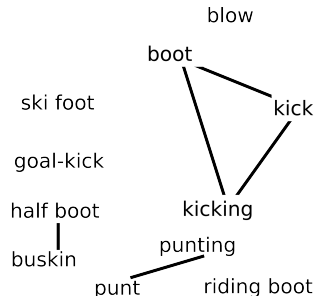 blow
boot
ski foot
kick
goal-kick
half boot
kicking
punting
buskin
punt
riding boot